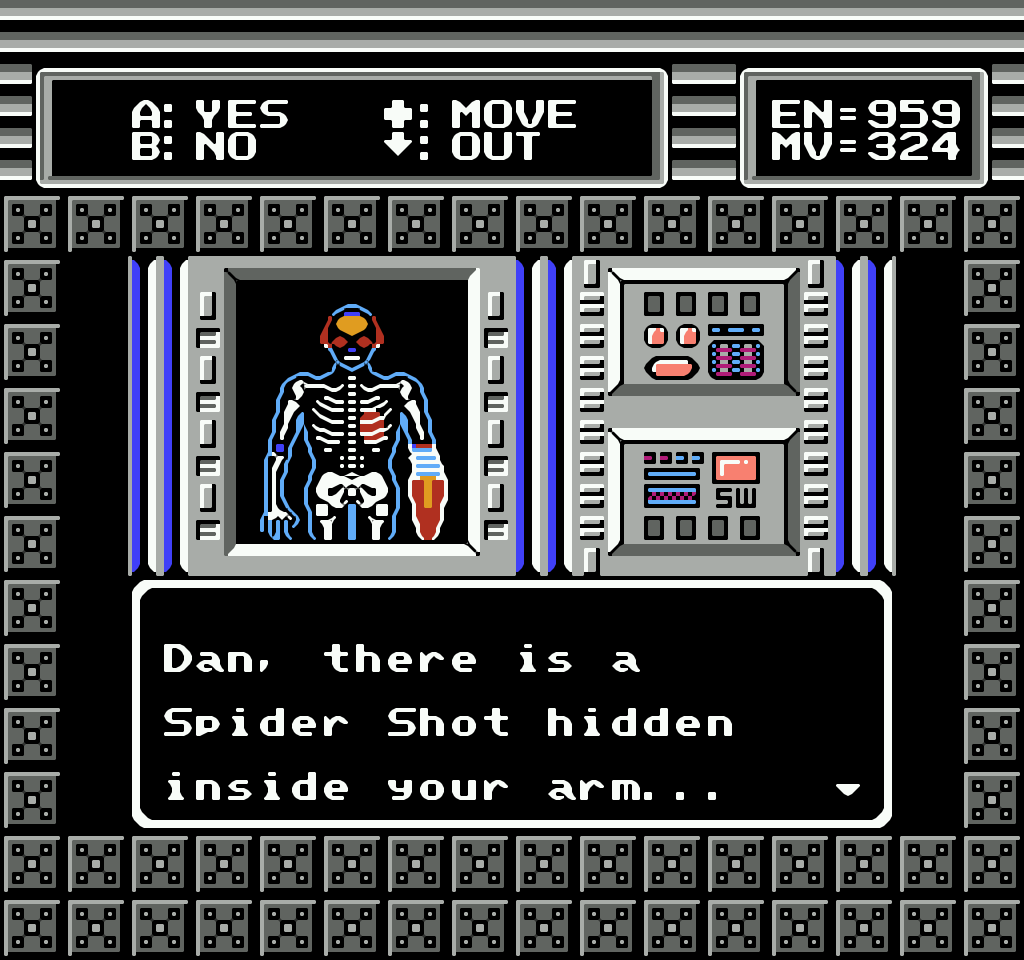 A: YES ✚: MOVE
B: NO ▼: OUT
EN=959
MV=324
SW
Dan, there is a
Spider Shot hidden
inside your arm...